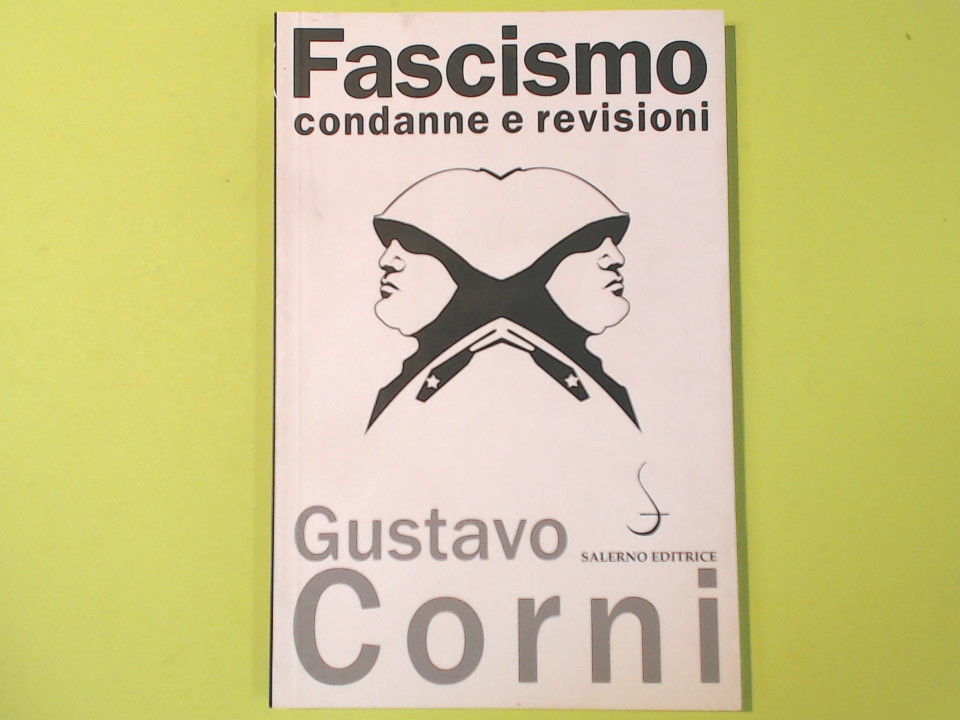 Fascismo
condanne e revisioni
Gustavo
SALERNO EDITRICE
Corni